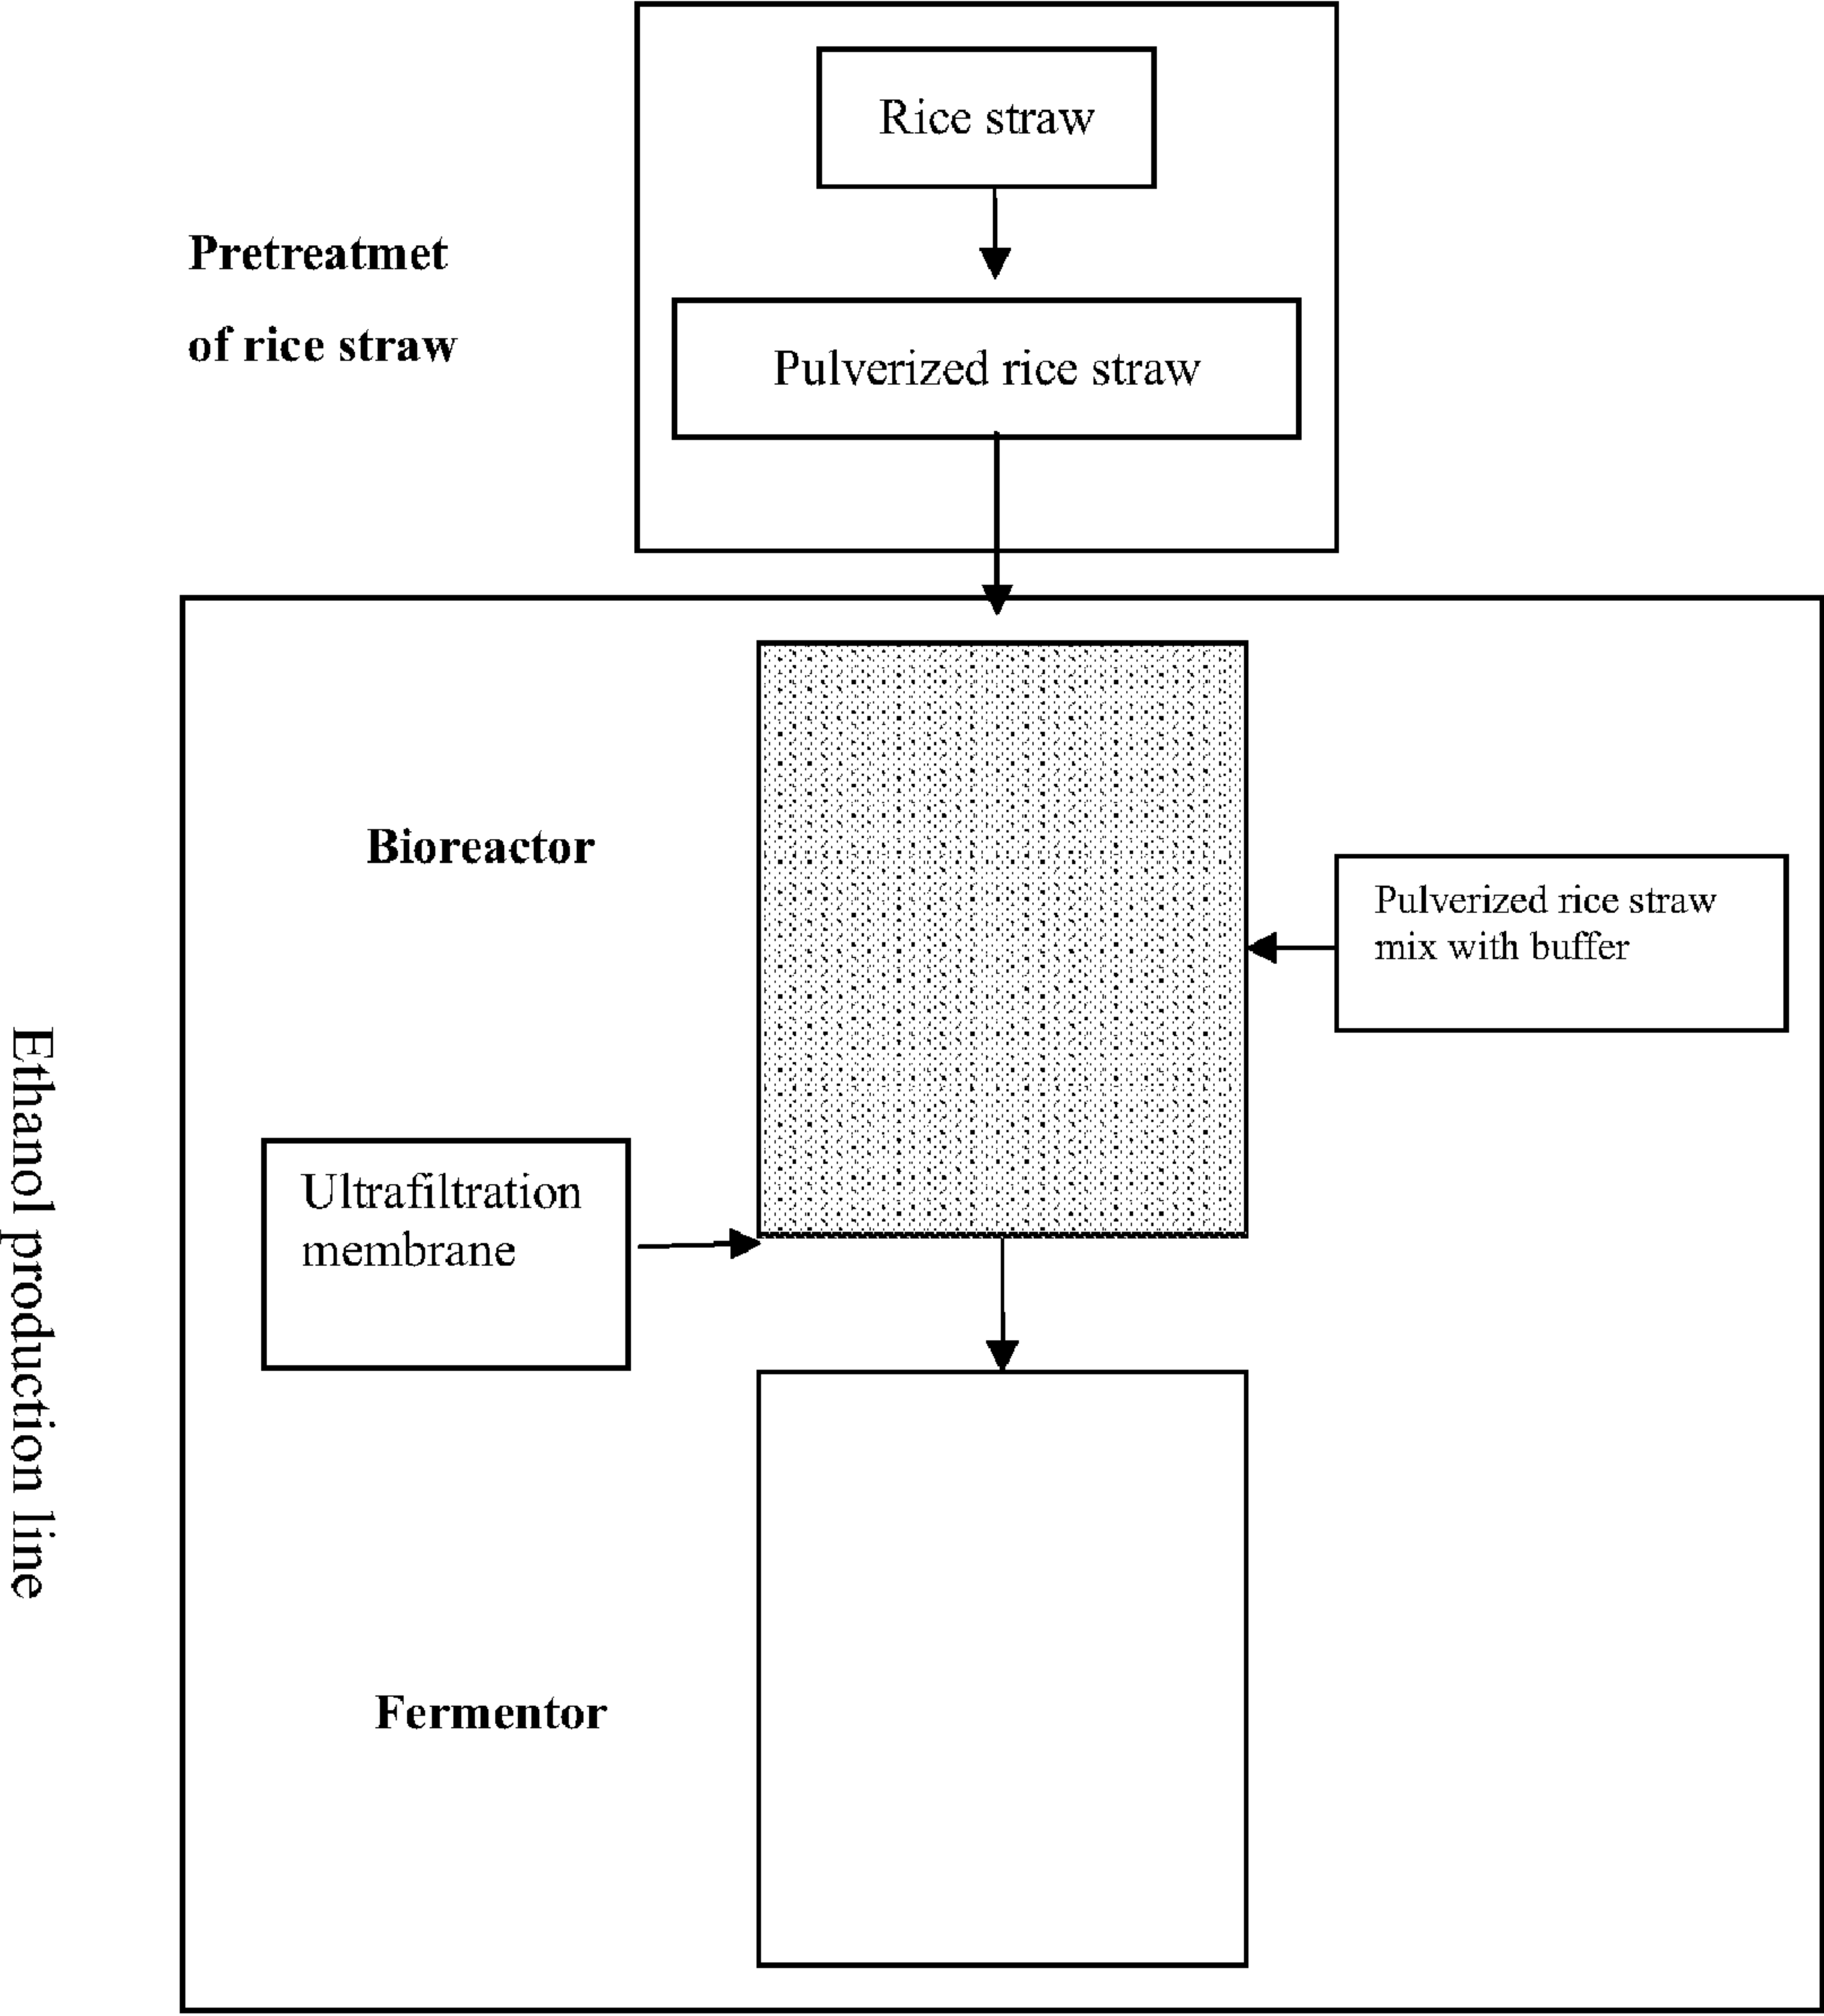 Rice straw
Pretreatmet
of rice straw
Pulverized rice straw
Bioreactor
Pulverized rice straw
mix with buffer
Ultrafiltration
membrane
Ethanol production line
Fermentor